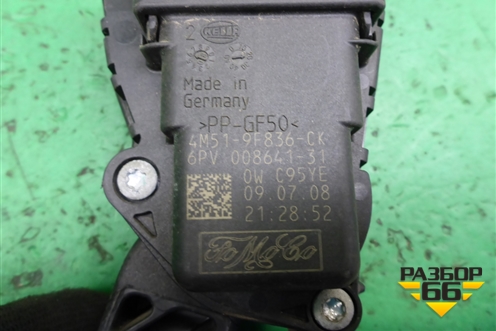 2 HELLA
Made in
Germany
>PP-GF50<
4M51-9F836-CK
6PV 008641-31
0W C95YE
09.07.08
21:28:52
FoMoCo
РАЗБОР
66